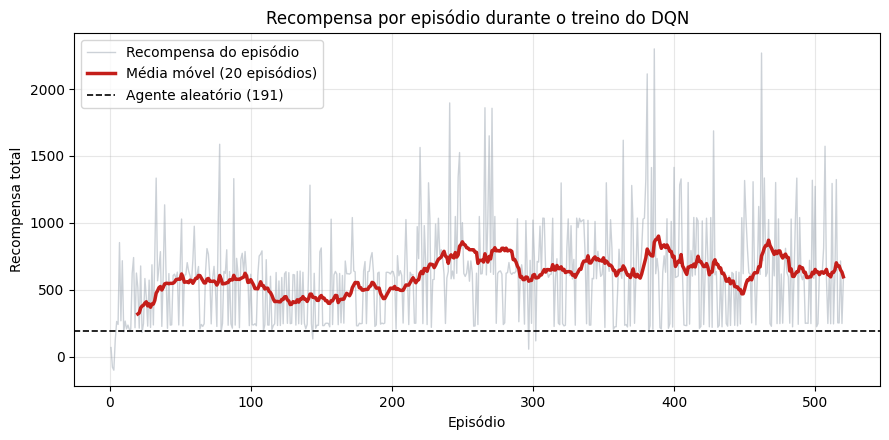 Recompensa por episódio durante o treino do DQN
Recompensa do episódio
Média móvel (20 episódios)
Agente aleatório (191)
Recompensa total
2000
1500
1000
500
0
0 100 200 300 400 500
Episódio